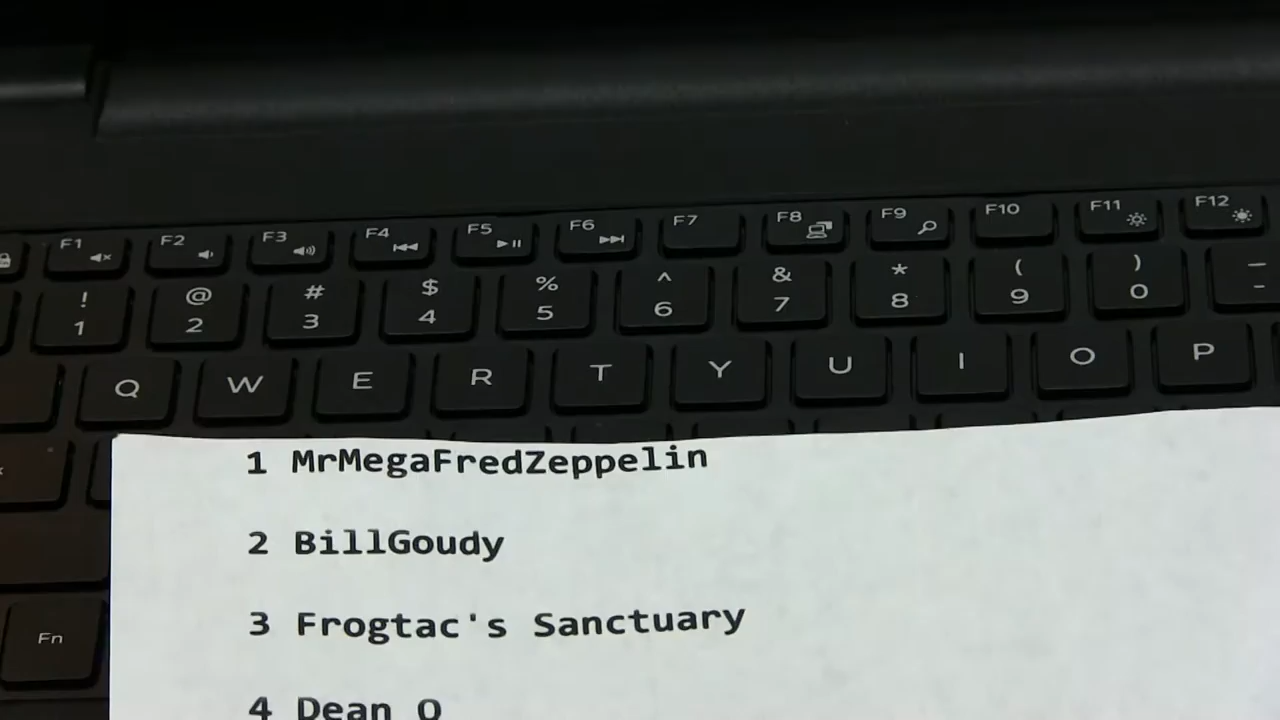 F1 F2 F3 F4 F5 F6 F7 F8 F9 F10 F11 F12
! @ # $ % ^ & * ( ) _
1 2 3 4 5 6 7 8 9 0 -
Q W E R T Y U I O P
Fn
1 MrMegaFredZeppelin
2 BillGoudy
3 Frogtac's Sanctuary
4 Dean O